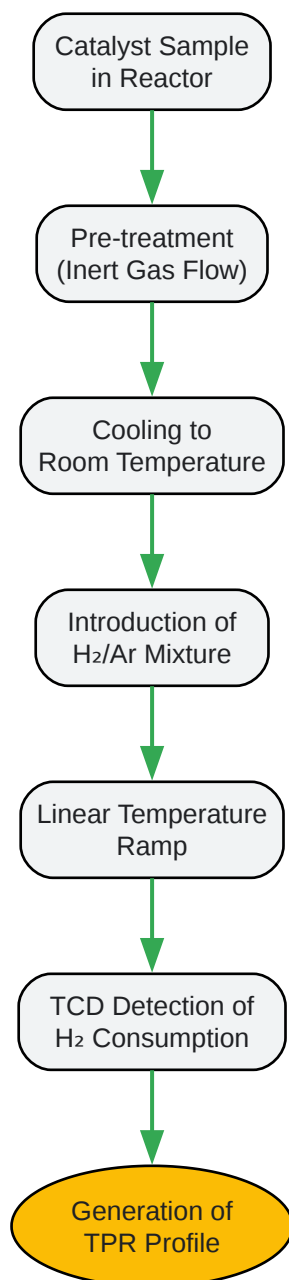 Catalyst Sample
in Reactor
Pre-treatment
(Inert Gas Flow)
Cooling to
Room Temperature
Introduction of
H₂/Ar Mixture
Linear Temperature
Ramp
TCD Detection of
H₂ Consumption
Generation of
TPR Profile